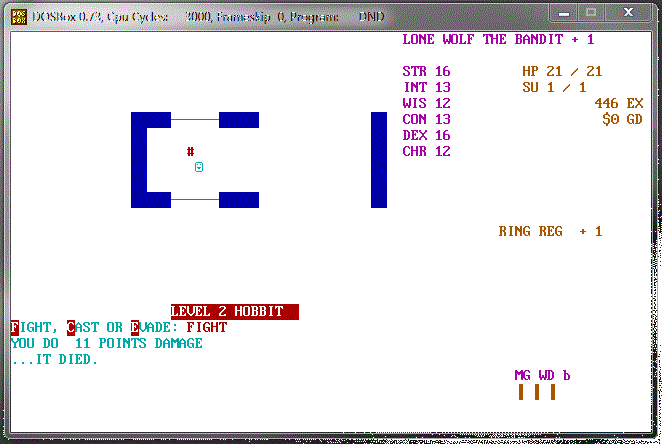 DOSBox 0.73, Cpu Cycles: 3000, Frameskip 0, Program: DND
LONE WOLF THE BANDIT + 1
STR 16 HP 21 / 21
INT 13 SU 1 / 1
WIS 12 446 EX
CON 13 $0 GD
DEX 16
CHR 12
#
RING REG + 1
LEVEL 2 HOBBIT
FIGHT, CAST OR EVADE: FIGHT
YOU DO 11 POINTS DAMAGE
...IT DIED.
MG WD b